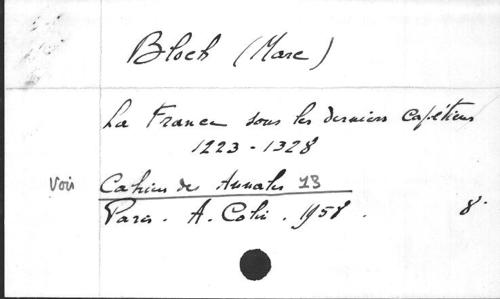 Bloch (Marc)
La France sous les derniers Capétiens
1223-1328
Voir Cahiers des Annales 13
Paris. A. Colin. 1958. 8°